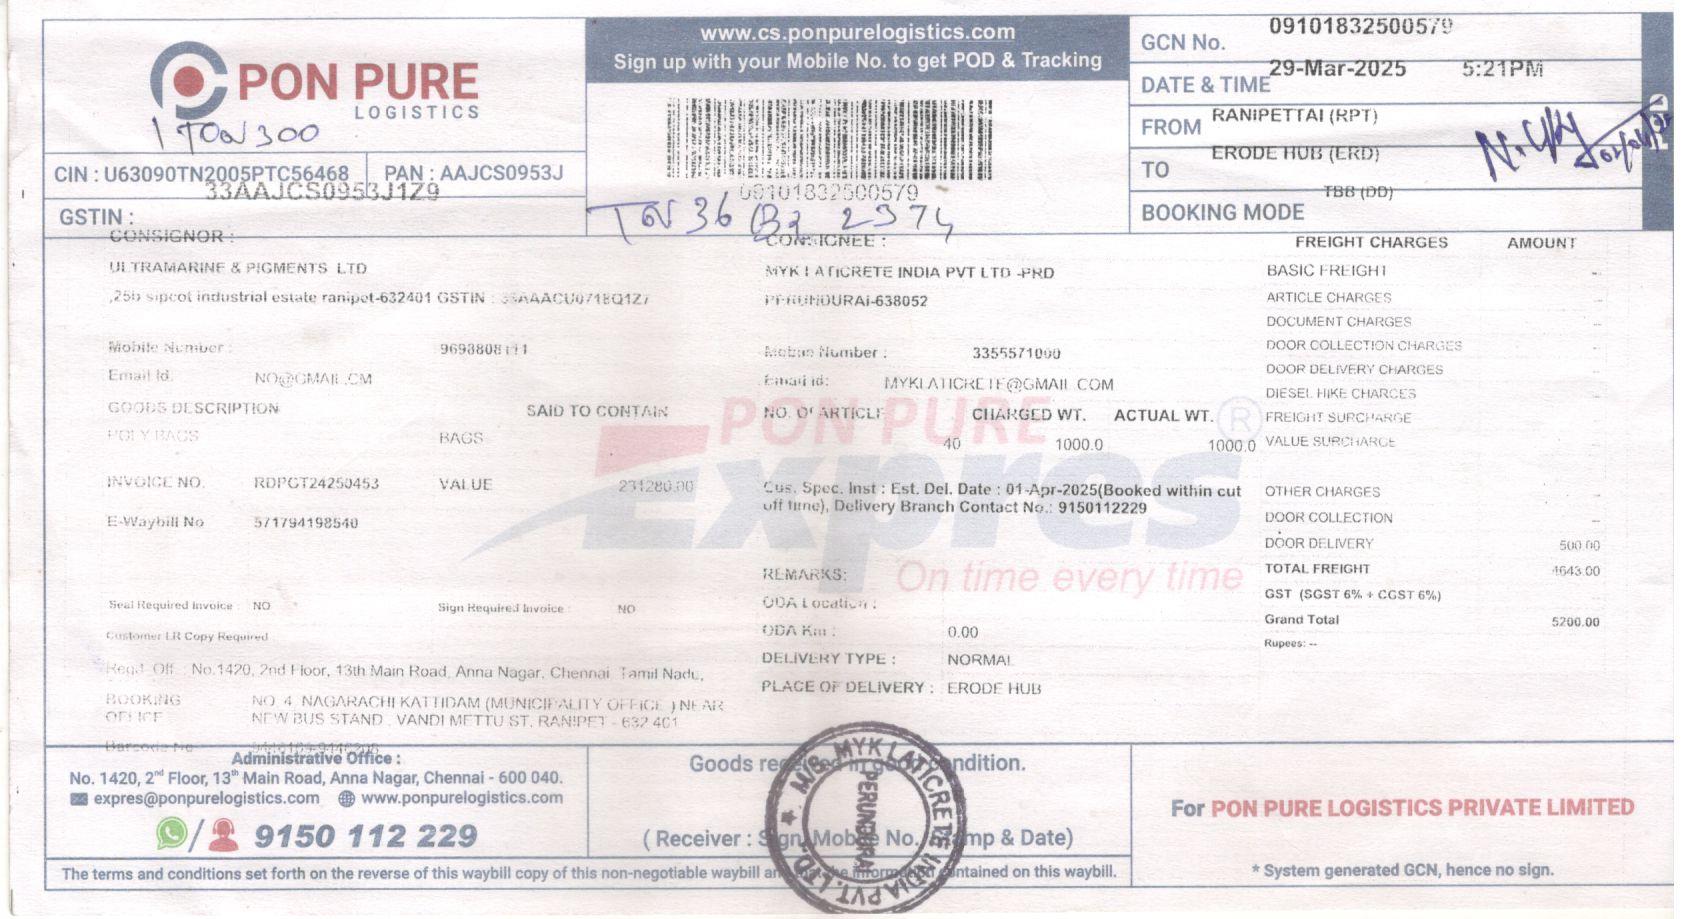 PON PURE
LOGISTICS
1 TON 300
CIN : U63090TN2005PTC56468
PAN : AAJCS0953J
33AAJCS0953J1Z9
GSTIN :
www.cs.ponpurelogistics.com
Sign up with your Mobile No. to get POD & Tracking
09101832500579
GCN No. 09101832500579
DATE & TIME 29-Mar-2025 5:21PM
FROM RANIPETTAI (RPT)
TO ERODE HUB (ERD)
BOOKING MODE TBB (DD)
CONSIGNOR :
ULTRAMARINE & PIGMENTS LTD
,25b sipcot industrial estate ranipet-632401 GSTIN :
Mobile Number :
Email Id. NO@GMAIL.CM
GOODS DESCRIPTION SAID TO CONTAIN
POLY BAGS BAGS
INVOICE NO. RDPGT24250453 VALUE 231280.00
E-Waybill No 571794198540
Seal Required Invoice : NO Sign Required Invoice : NO
Customer LR Copy Required
Regd. Off : No.1420, 2nd Floor, 13th Main Road, Anna Nagar, Chennai Tamil Nadu,
BOOKING OFFICE NO 4, NAGARACHI KATTIDAM (MUNICIPALITY OFFICE ) NEAR
NEW BUS STAND , VANDI METTU ST, RANIPET - 632 401
Barcode No
CONSIGNEE :
MYK LATICRETE INDIA PVT LTD -PRD
PERUNDURAI-638052
Mobile Number : 3355571000
Email id: MYKLATICRETE@GMAIL.COM
NO. OF ARTICLE CHARGED WT. ACTUAL WT.
40 1000.0 1000.0
Cus. Spec. Inst : Est. Del. Date : 01-Apr-2025(Booked within cut
off time), Delivery Branch Contact No.: 9150112229
REMARKS:
ODA Location :
ODA Km : 0.00
DELIVERY TYPE : NORMAL
PLACE OF DELIVERY : ERODE HUB
PON PURE
Expres
®
On time every time
FREIGHT CHARGES AMOUNT
BASIC FREIGHT --
ARTICLE CHARGES --
DOCUMENT CHARGES --
DOOR COLLECTION CHARGES --
DOOR DELIVERY CHARGES --
DIESEL HIKE CHARGES --
FREIGHT SURCHARGE --
VALUE SURCHARGE --
OTHER CHARGES --
DOOR COLLECTION --
DOOR DELIVERY 500.00
TOTAL FREIGHT 4643.00
GST (SGST 6% + CGST 6%)
Grand Total 5200.00
Rupees: --
Administrative Office :
No. 1420, 2nd Floor, 13th Main Road, Anna Nagar, Chennai - 600 040.
expres@ponpurelogistics.com www.ponpurelogistics.com
/ 9150 112 229
Goods received in good condition.
( Receiver : Sign, Mobile No., Stamp & Date)
M/S. MYK LATICRETE INDIA PVT. LTD.
PERUNDURAI
For PON PURE LOGISTICS PRIVATE LIMITED
* System generated GCN, hence no sign.
The terms and conditions set forth on the reverse of this waybill copy of this non-negotiable waybill and the information contained on this waybill.